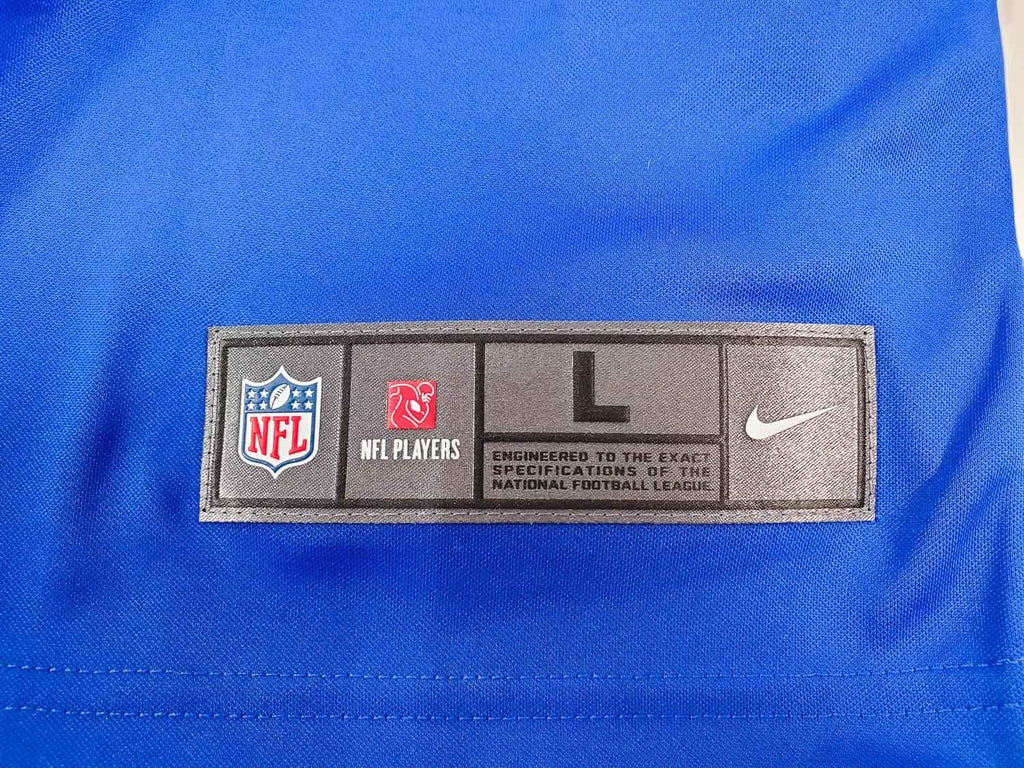 NFL
NFL PLAYERS
L
ENGINEERED TO THE EXACT
SPECIFICATIONS OF THE
NATIONAL FOOTBALL LEAGUE